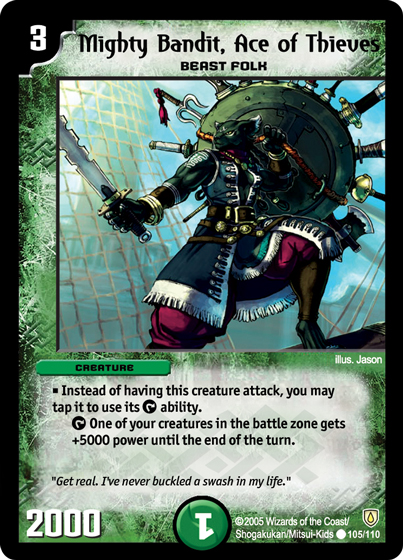 3
Mighty Bandit, Ace of Thieves
BEAST FOLK
illus. Jason
CREATURE
▪ Instead of having this creature attack, you may
tap it to use its ability.
One of your creatures in the battle zone gets
+5000 power until the end of the turn.
"Get real. I've never buckled a swash in my life."
2000
©2005 Wizards of the Coast/
Shogakukan/Mitsui-Kids ● 105/110